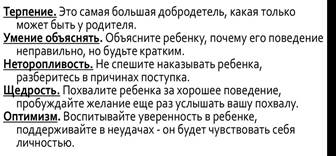 Терпение. Это самая большая добродетель, какая только
может быть у родителя.
Умение объяснять. Объясните ребенку, почему его поведение
неправильно, но будьте кратким.
Неторопливость. Не спешите наказывать ребенка,
разберитесь в причинах поступка.
Щедрость. Похвалите ребенка за хорошее поведение,
пробуждайте желание еще раз услышать вашу похвалу.
Оптимизм. Воспитывайте уверенность в ребенке,
поддерживайте в неудачах - он будет чувствовать себя
личностью.